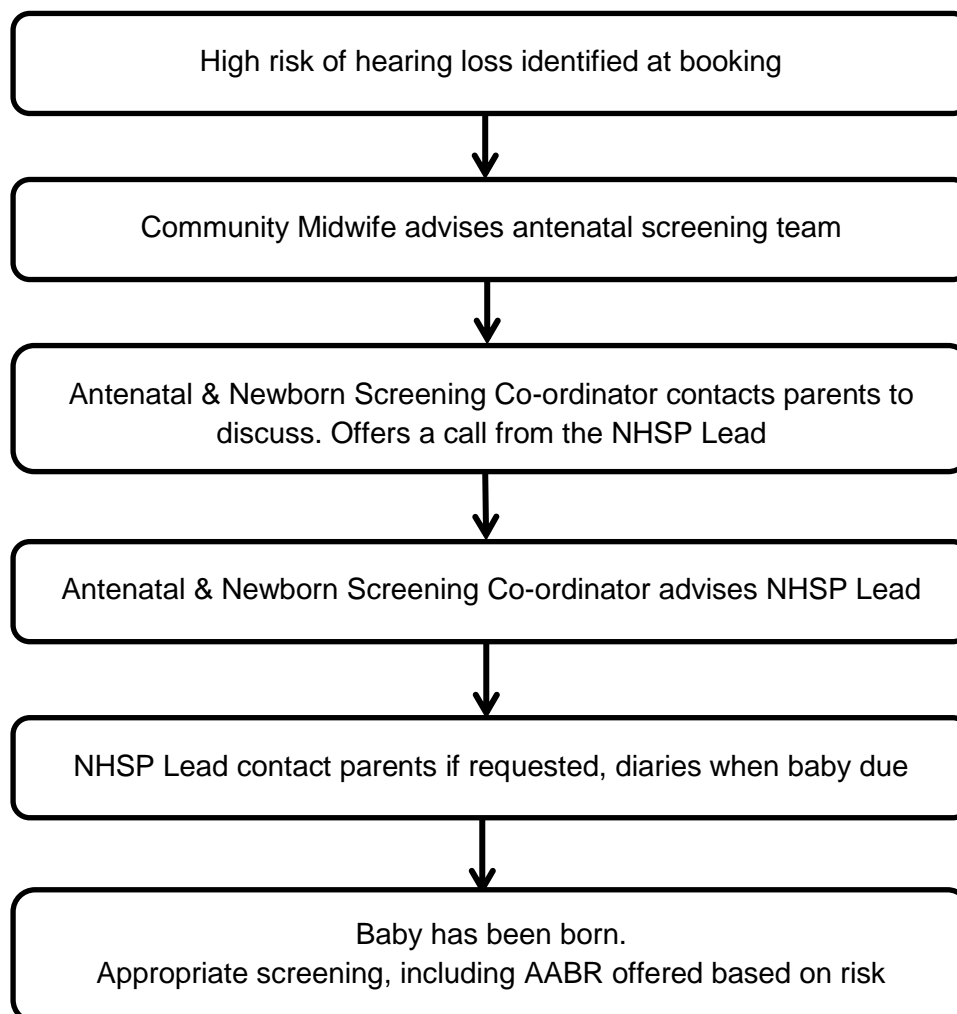 High risk of hearing loss identified at booking
Community Midwife advises antenatal screening team
Antenatal & Newborn Screening Co-ordinator contacts parents to
discuss. Offers a call from the NHSP Lead
Antenatal & Newborn Screening Co-ordinator advises NHSP Lead
NHSP Lead contact parents if requested, diaries when baby due
Baby has been born.
Appropriate screening, including AABR offered based on risk